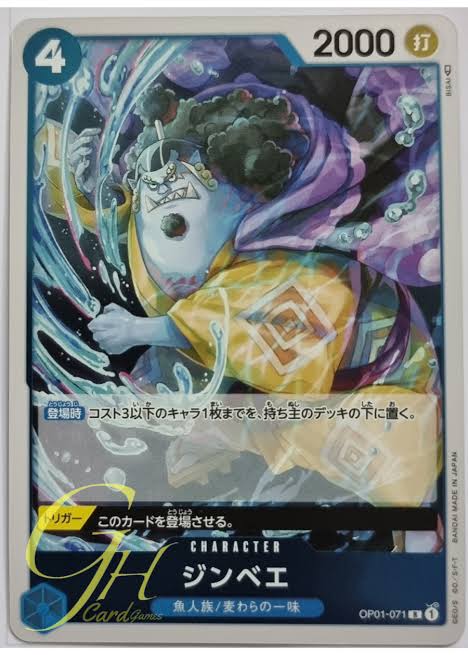 4
2000
打
BISAI
登場時 コスト3以下のキャラ1枚までを、持ち主のデッキの下に置く。
トリガー このカードを登場させる。
GH
Card Games
CHARACTER
ジンベエ
魚人族/麦わらの一味
OP01-071 R 1
©E.O./S. ©O./S.F.T ©BANDAI MADE IN JAPAN